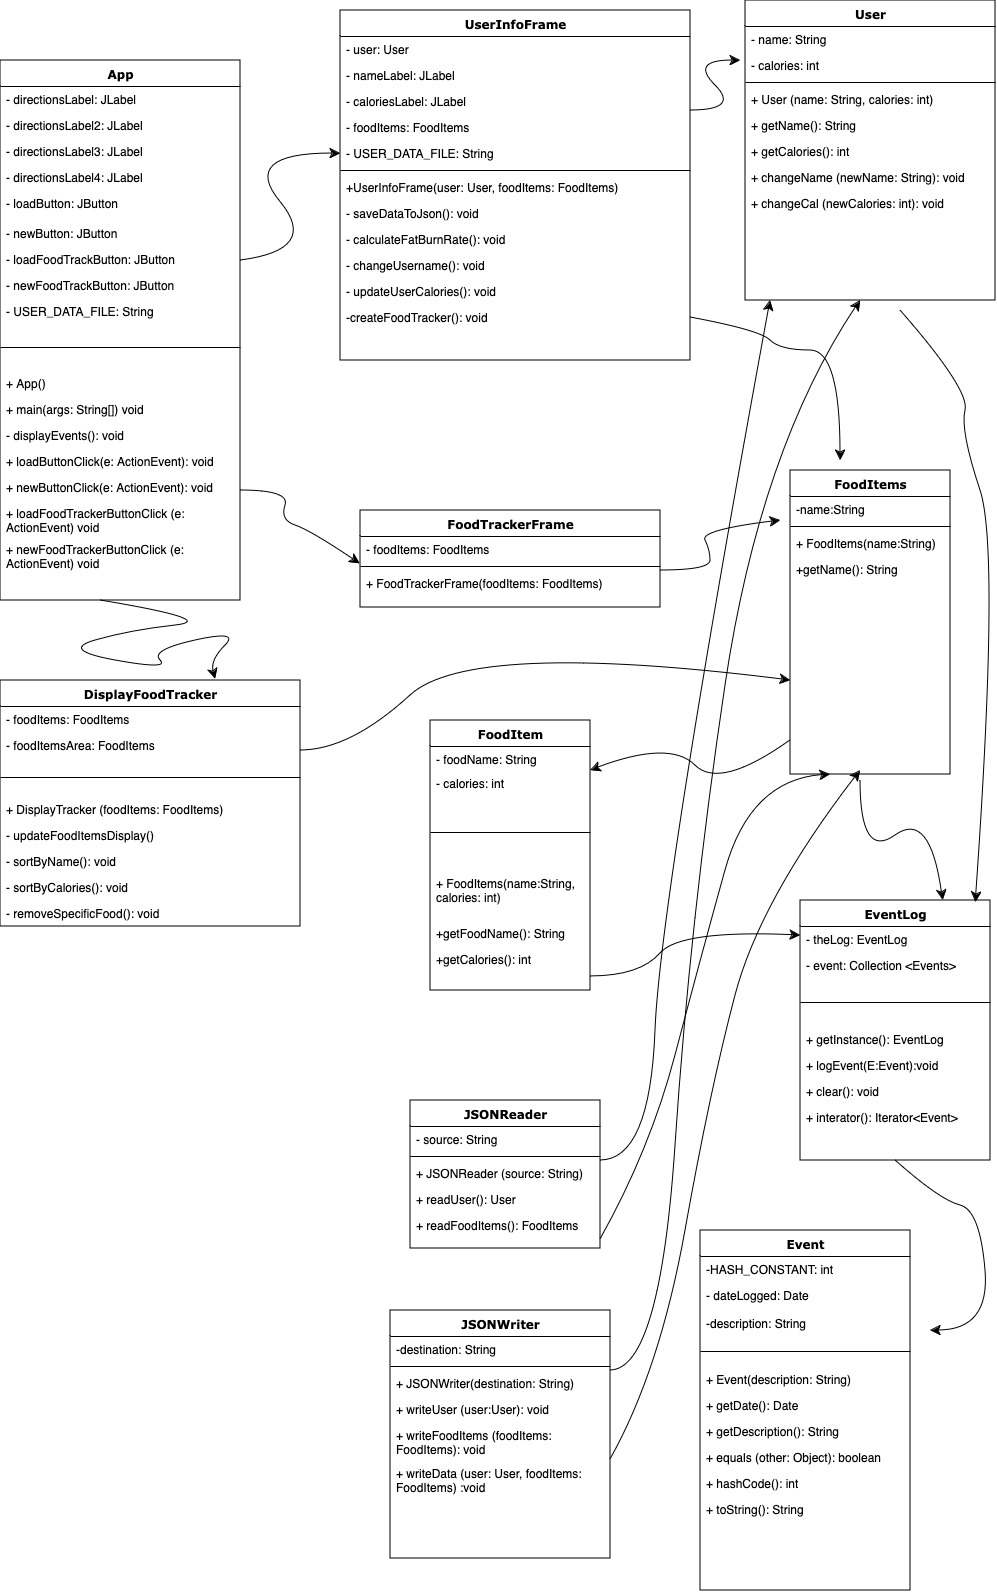 App
- directionsLabel: JLabel
- directionsLabel2: JLabel
- directionsLabel3: JLabel
- directionsLabel4: JLabel
- loadButton: JButton
- newButton: JButton
- loadFoodTrackButton: JButton
- newFoodTrackButton: JButton
- USER_DATA_FILE: String
+ App()
+ main(args: String[]) void
- displayEvents(): void
+ loadButtonClick(e: ActionEvent): void
+ newButtonClick(e: ActionEvent): void
+ loadFoodTrackerButtonClick (e:
ActionEvent) void
+ newFoodTrackerButtonClick (e:
ActionEvent) void
UserInfoFrame
- user: User
- nameLabel: JLabel
- caloriesLabel: JLabel
- foodItems: FoodItems
- USER_DATA_FILE: String
+UserInfoFrame(user: User, foodItems: FoodItems)
- saveDataToJson(): void
- calculateFatBurnRate(): void
- changeUsername(): void
- updateUserCalories(): void
-createFoodTracker(): void
User
- name: String
- calories: int
+ User (name: String, calories: int)
+ getName(): String
+ getCalories(): int
+ changeName (newName: String): void
+ changeCal (newCalories: int): void
FoodTrackerFrame
- foodItems: FoodItems
+ FoodTrackerFrame(foodItems: FoodItems)
FoodItems
-name:String
+ FoodItems(name:String)
+getName(): String
DisplayFoodTracker
- foodItems: FoodItems
- foodItemsArea: FoodItems
+ DisplayTracker (foodItems: FoodItems)
- updateFoodItemsDisplay()
- sortByName(): void
- sortByCalories(): void
- removeSpecificFood(): void
FoodItem
- foodName: String
- calories: int
+ FoodItems(name:String,
calories: int)
+getFoodName(): String
+getCalories(): int
EventLog
- theLog: EventLog
- event: Collection <Events>
+ getInstance(): EventLog
+ logEvent(E:Event):void
+ clear(): void
+ interator(): Iterator<Event>
JSONReader
- source: String
+ JSONReader (source: String)
+ readUser(): User
+ readFoodItems(): FoodItems
JSONWriter
-destination: String
+ JSONWriter(destination: String)
+ writeUser (user:User): void
+ writeFoodItems (foodItems:
FoodItems): void
+ writeData (user: User, foodItems:
FoodItems) :void
Event
-HASH_CONSTANT: int
- dateLogged: Date
-description: String
+ Event(description: String)
+ getDate(): Date
+ getDescription(): String
+ equals (other: Object): boolean
+ hashCode(): int
+ toString(): String